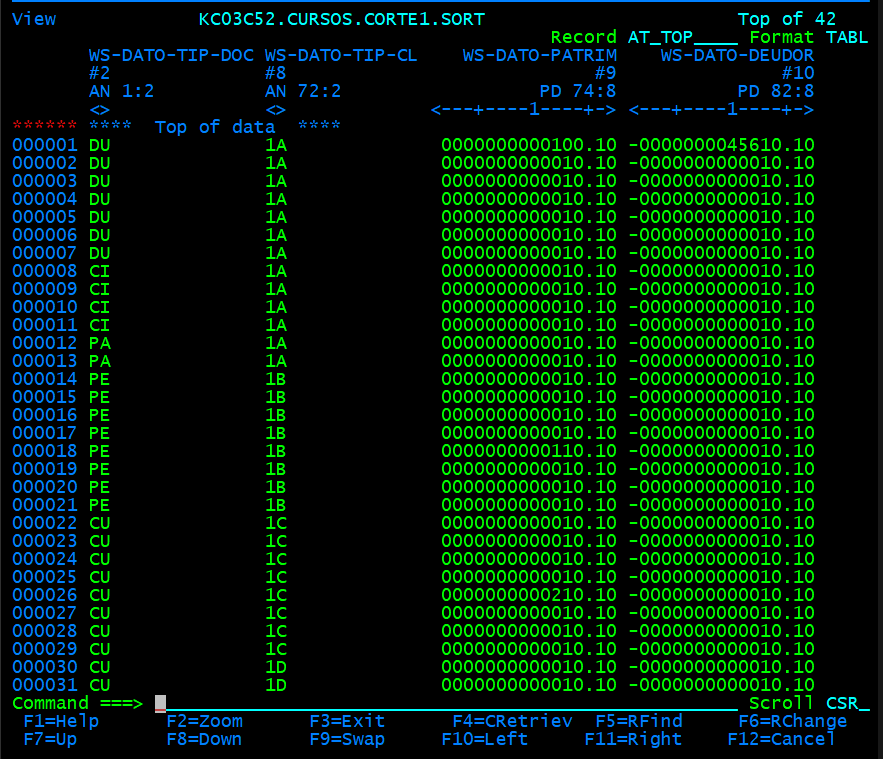 View KC03C52.CURSOS.CORTE1.SORT Top of 42
Record AT_TOP____ Format TABL
WS-DATO-TIP-DOC WS-DATO-TIP-CL WS-DATO-PATRIM WS-DATO-DEUDOR
#2 #8 #9 #10
AN 1:2 AN 72:2 PD 74:8 PD 82:8
<> <> <---+----1----+-> <---+----1----+->
****** **** Top of data ****
000001 DU 1A 0000000000100.10 -0000000045610.10
000002 DU 1A 0000000000010.10 -0000000000010.10
000003 DU 1A 0000000000010.10 -0000000000010.10
000004 DU 1A 0000000000010.10 -0000000000010.10
000005 DU 1A 0000000000010.10 -0000000000010.10
000006 DU 1A 0000000000010.10 -0000000000010.10
000007 DU 1A 0000000000010.10 -0000000000010.10
000008 CI 1A 0000000000010.10 -0000000000010.10
000009 CI 1A 0000000000010.10 -0000000000010.10
000010 CI 1A 0000000000010.10 -0000000000010.10
000011 CI 1A 0000000000010.10 -0000000000010.10
000012 PA 1A 0000000000010.10 -0000000000010.10
000013 PA 1A 0000000000010.10 -0000000000010.10
000014 PE 1B 0000000000010.10 -0000000000010.10
000015 PE 1B 0000000000010.10 -0000000000010.10
000016 PE 1B 0000000000010.10 -0000000000010.10
000017 PE 1B 0000000000010.10 -0000000000010.10
000018 PE 1B 0000000000110.10 -0000000000010.10
000019 PE 1B 0000000000010.10 -0000000000010.10
000020 PE 1B 0000000000010.10 -0000000000010.10
000021 PE 1B 0000000000010.10 -0000000000010.10
000022 CU 1C 0000000000010.10 -0000000000010.10
000023 CU 1C 0000000000010.10 -0000000000010.10
000024 CU 1C 0000000000010.10 -0000000000010.10
000025 CU 1C 0000000000010.10 -0000000000010.10
000026 CU 1C 0000000000210.10 -0000000000010.10
000027 CU 1C 0000000000010.10 -0000000000010.10
000028 CU 1C 0000000000010.10 -0000000000010.10
000029 CU 1C 0000000000010.10 -0000000000010.10
000030 CU 1D 0000000000010.10 -0000000000010.10
000031 CU 1D 0000000000010.10 -0000000000010.10
Command ===> Scroll CSR_
F1=Help F2=Zoom F3=Exit F4=CRetriev F5=RFind F6=RChange
F7=Up F8=Down F9=Swap F10=Left F11=Right F12=Cancel